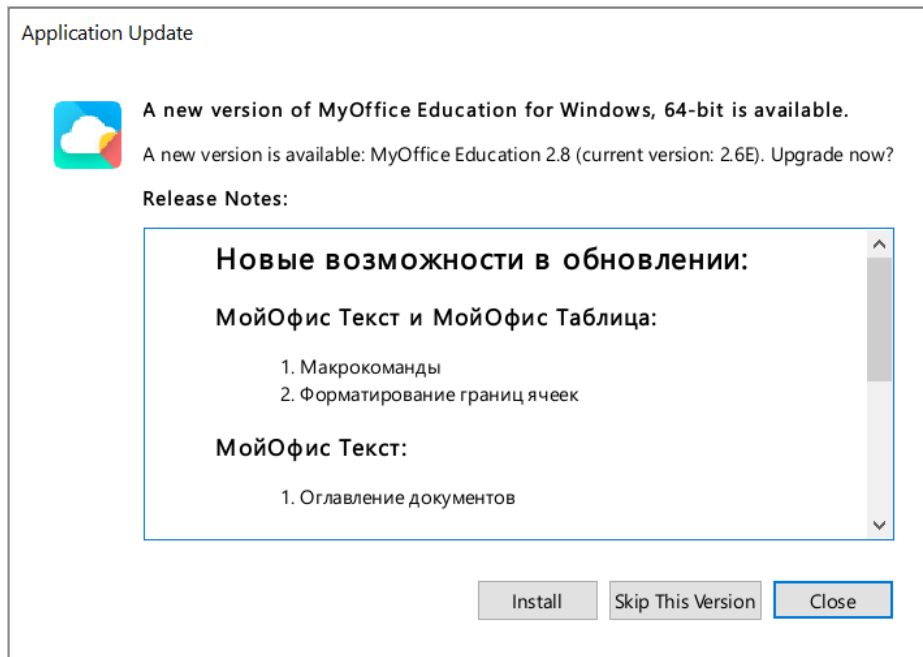 Application Update
A new version of MyOffice Education for Windows, 64-bit is available.
A new version is available: MyOffice Education 2.8 (current version: 2.6E). Upgrade now?
Release Notes:
Новые возможности в обновлении:
МойОфис Текст и МойОфис Таблица:
1. Макрокоманды
2. Форматирование границ ячеек
МойОфис Текст:
1. Оглавление документов
Install
Skip This Version
Close